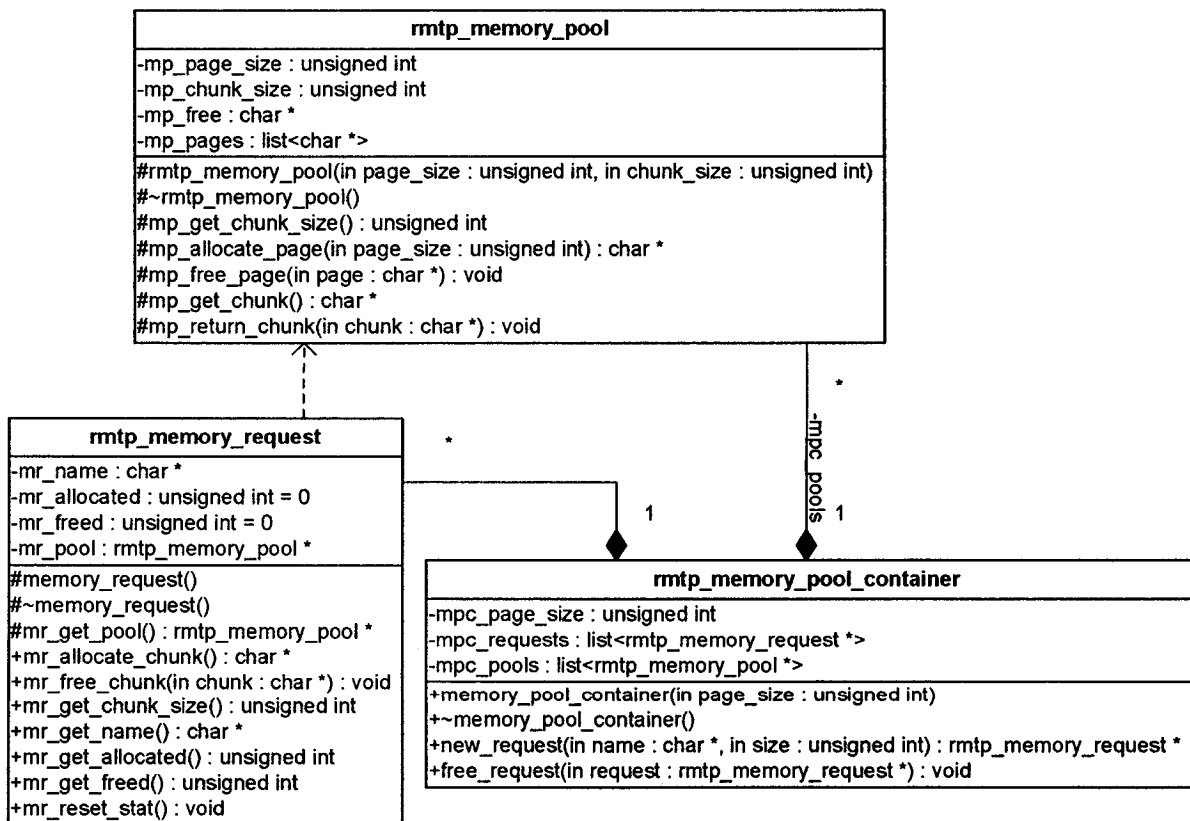 rmtp_memory_pool
-mp_page_size : unsigned int
-mp_chunk_size : unsigned int
-mp_free : char *
-mp_pages : list<char *>
#rmtp_memory_pool(in page_size : unsigned int, in chunk_size : unsigned int)
#~rmtp_memory_pool()
#mp_get_chunk_size() : unsigned int
#mp_allocate_page(in page_size : unsigned int) : char *
#mp_free_page(in page : char *) : void
#mp_get_chunk() : char *
#mp_return_chunk(in chunk : char *) : void
*
-mpc_pools
1
*
1
rmtp_memory_request
-mr_name : char *
-mr_allocated : unsigned int = 0
-mr_freed : unsigned int = 0
-mr_pool : rmtp_memory_pool *
#memory_request()
#~memory_request()
#mr_get_pool() : rmtp_memory_pool *
+mr_allocate_chunk() : char *
+mr_free_chunk(in chunk : char *) : void
+mr_get_chunk_size() : unsigned int
+mr_get_name() : char *
+mr_get_allocated() : unsigned int
+mr_get_freed() : unsigned int
+mr_reset_stat() : void
rmtp_memory_pool_container
-mpc_page_size : unsigned int
-mpc_requests : list<rmtp_memory_request *>
-mpc_pools : list<rmtp_memory_pool *>
+memory_pool_container(in page_size : unsigned int)
+~memory_pool_container()
+new_request(in name : char *, in size : unsigned int) : rmtp_memory_request *
+free_request(in request : rmtp_memory_request *) : void